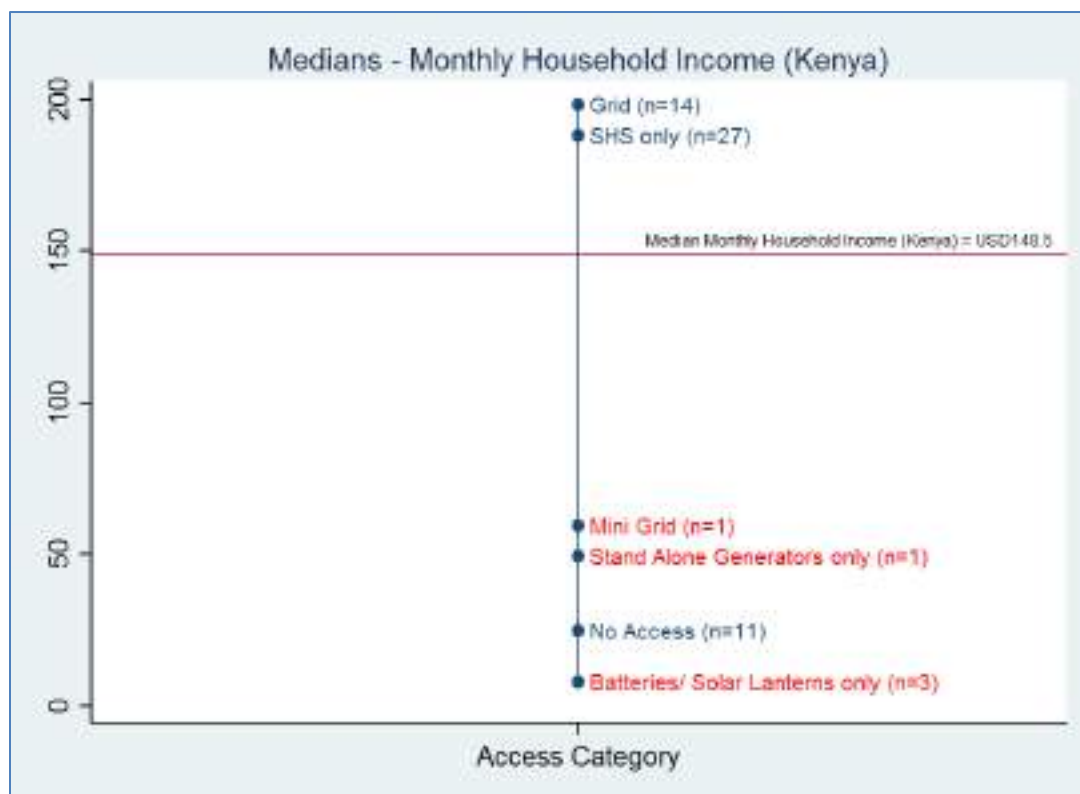 Medians - Monthly Household Income (Kenya)
200
Grid (n=14)
SHS only (n=27)
Median Monthly Household Income (Kenya) = USD148.5
150
100
Mini Grid (n=1)
50
Stand Alone Generators only (n=1)
No Access (n=11)
Batteries/ Solar Lanterns only (n=3)
0
Access Category